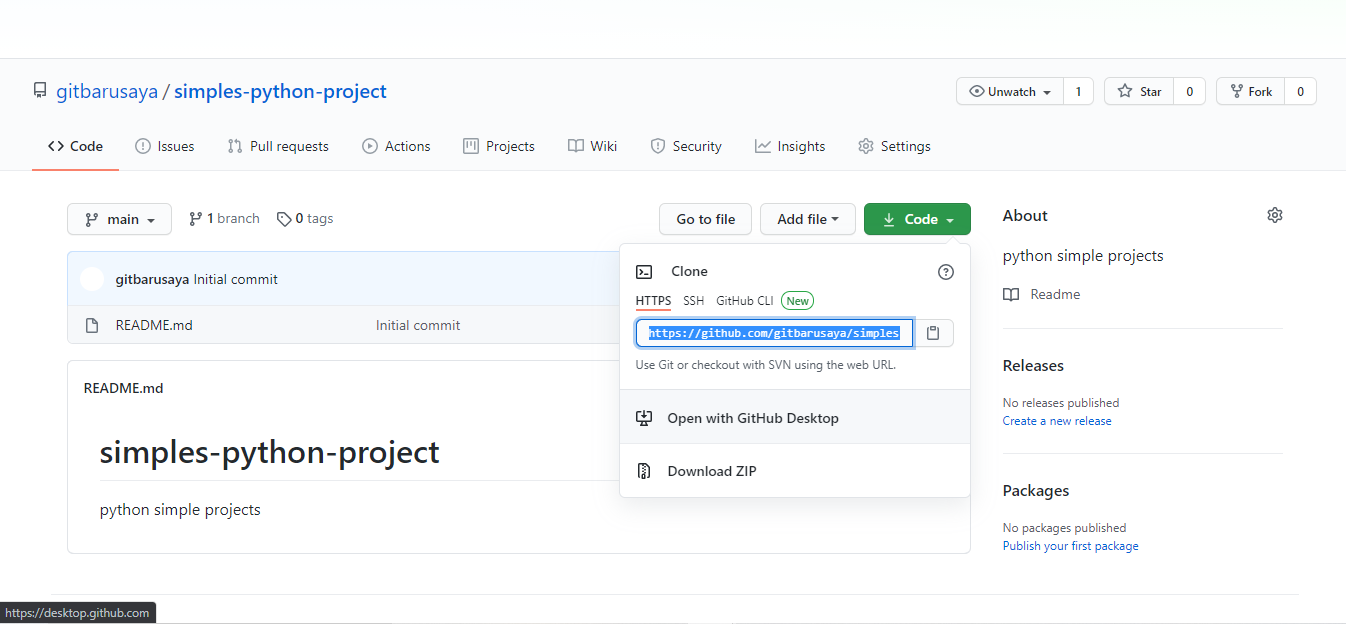 gitbarusaya / simples-python-project
Unwatch 1 Star 0 Fork 0
Code Issues Pull requests Actions Projects Wiki Security Insights Settings
main 1 branch 0 tags Go to file Add file Code
gitbarusaya Initial commit
README.md Initial commit
README.md
simples-python-project
python simple projects
Clone
HTTPS SSH GitHub CLI New
https://github.com/gitbarusaya/simples
Use Git or checkout with SVN using the web URL.
Open with GitHub Desktop
Download ZIP
About
python simple projects
Readme
Releases
No releases published
Create a new release
Packages
No packages published
Publish your first package
https://desktop.github.com